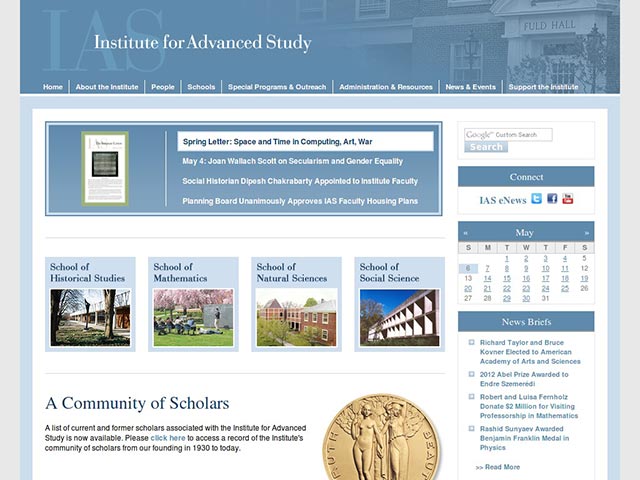 IAS
Institute for Advanced Study
FULD HALL
Home
About the Institute
People
Schools
Special Programs & Outreach
Administration & Resources
News & Events
Support the Institute
Spring Letter: Space and Time in Computing, Art, War
May 4: Joan Wallach Scott on Secularism and Gender Equality
Social Historian Dipesh Chakrabarty Appointed to Institute Faculty
Planning Board Unanimously Approves IAS Faculty Housing Plans
Google™ Custom Search
Search
Connect
IAS eNews
You Tube
« May »
S M T W T F S
1 2 3 4 5
6 7 8 9 10 11 12
13 14 15 16 17 18 19
20 21 22 23 24 25 26
27 28 29 30 31
School of
Historical Studies
School of
Mathematics
School of
Natural Sciences
School of
Social Science
News Briefs
Richard Taylor and Bruce
Kovner Elected to American
Academy of Arts and Sciences
2012 Abel Prize Awarded to
Endre Szemerédi
Robert and Luisa Fernholz
Donate $2 Million for Visiting
Professorship in Mathematics
Rashid Sunyaev Awarded
Benjamin Franklin Medal in
Physics
>> Read More
A Community of Scholars
A list of current and former scholars associated with the Institute for Advanced
Study is now available. Please click here to access a record of the Institute's
community of scholars from our founding in 1930 to today.
TRUTH
BEAUT